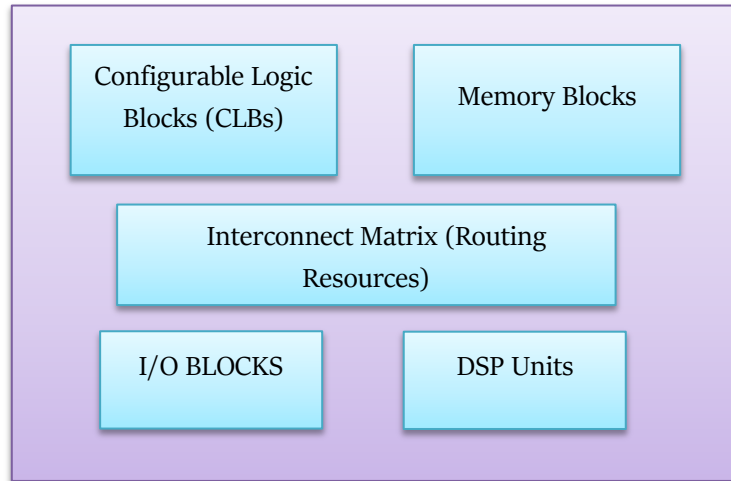 Configurable Logic
Blocks (CLBs)
Memory Blocks
Interconnect Matrix (Routing
Resources)
I/O BLOCKS
DSP Units